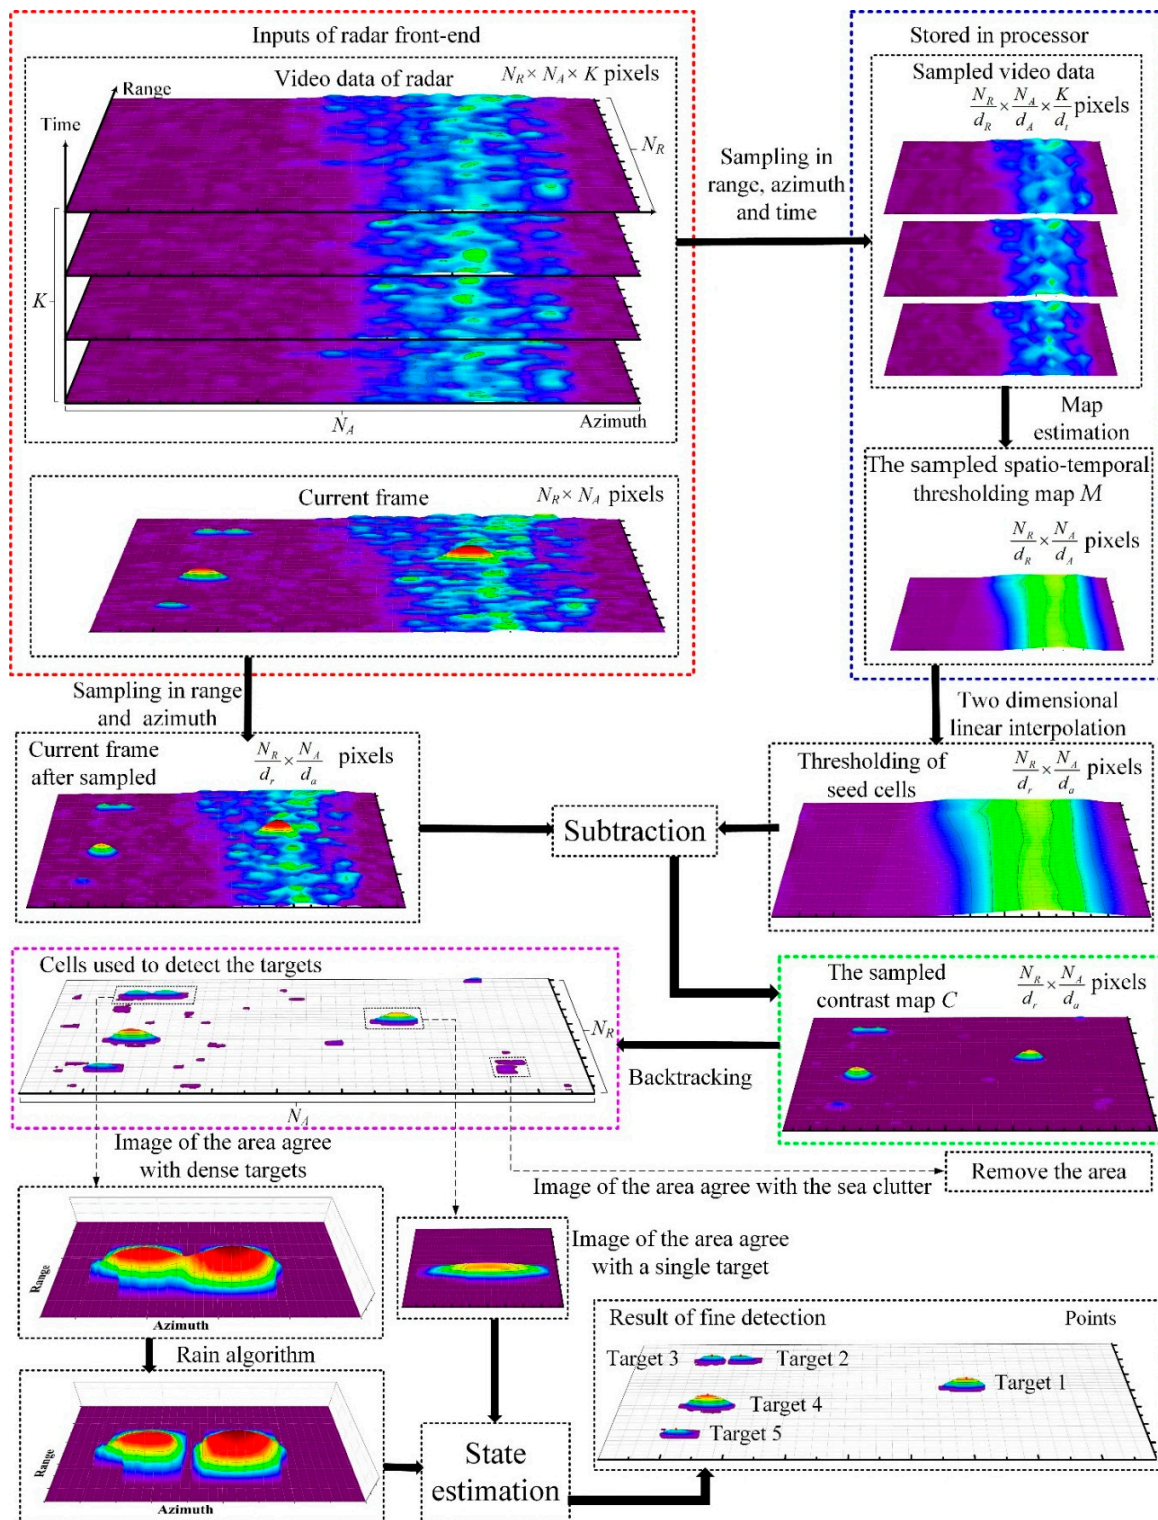 Inputs of radar front-end
Video data of radar
N_R × N_A × K pixels
Range
Time
N_R
K
N_A
Azimuth
Sampling in
range, azimuth
and time
Stored in processor
Sampled video data
N_R/d_R × N_A/d_A × K/d_t pixels
Map
estimation
The sampled spatio-temporal
thresholding map M
N_R/d_R × N_A/d_A pixels
Current frame
N_R × N_A pixels
Sampling in range
and azimuth
Two dimensional
linear interpolation
Current frame
after sampled
N_R/d_r × N_A/d_a pixels
Subtraction
Thresholding of
seed cells
N_R/d_r × N_A/d_a pixels
Cells used to detect the targets
N_R
N_A
Backtracking
The sampled
contrast map C
N_R/d_r × N_A/d_a pixels
Image of the area agree
with dense targets
Image of the area agree with the sea clutter
Remove the area
Range
Azimuth
Image of the area agree
with a single target
Rain algorithm
Range
Azimuth
State
estimation
Result of fine detection
Points
Target 3
Target 2
Target 1
Target 4
Target 5